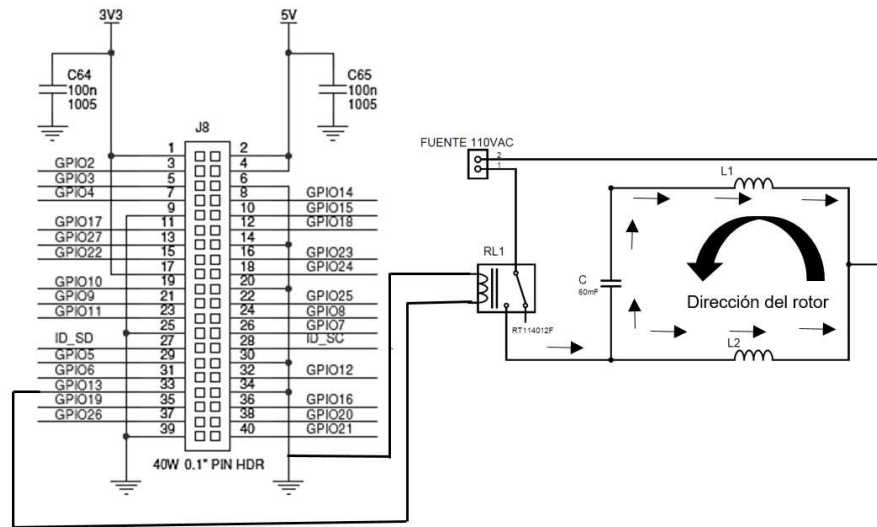 3V3
5V
C64
100n
1005
C65
100n
1005
J8
1 2
GPIO2 3 4
GPIO3 5 6
GPIO4 7 8 GPIO14
9 10 GPIO15
GPIO17 11 12 GPIO18
GPIO27 13 14
GPIO22 15 16 GPIO23
17 18 GPIO24
GPIO10 19 20
GPIO9 21 22 GPIO25
GPIO11 23 24 GPIO8
25 26 GPIO7
ID_SD 27 28 ID_SC
GPIO5 29 30
GPIO6 31 32 GPIO12
GPIO13 33 34
GPIO19 35 36 GPIO16
GPIO26 37 38 GPIO20
39 40 GPIO21
40W 0.1" PIN HDR
FUENTE 110VAC
2
1
RL1
RT114012F
L1
C
60mF
Dirección del rotor
L2